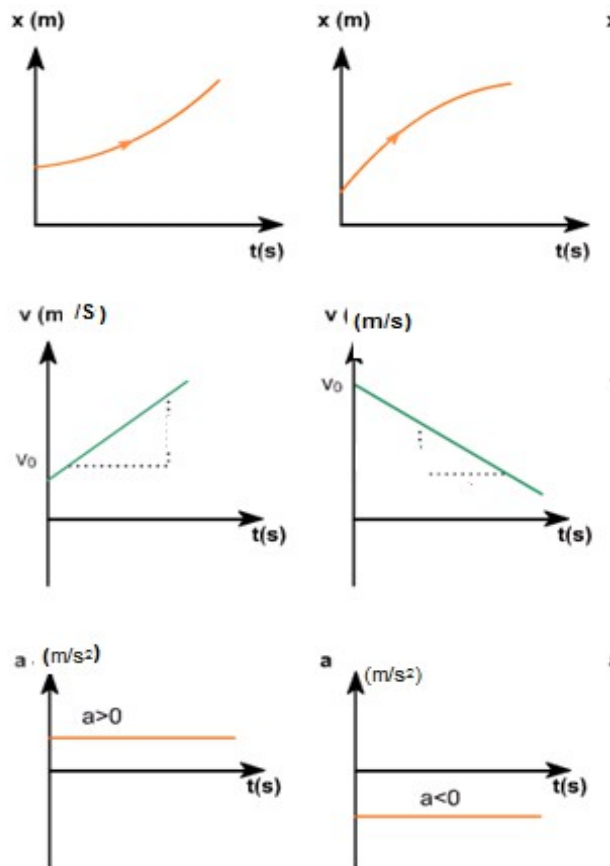 x (m)
x (m)
t(s)
t(s)
v (m /S)
v (m/s)
v₀
v₀
t(s)
t(s)
a (m/s²)
a (m/s²)
a>0
t(s)
t(s)
a<0